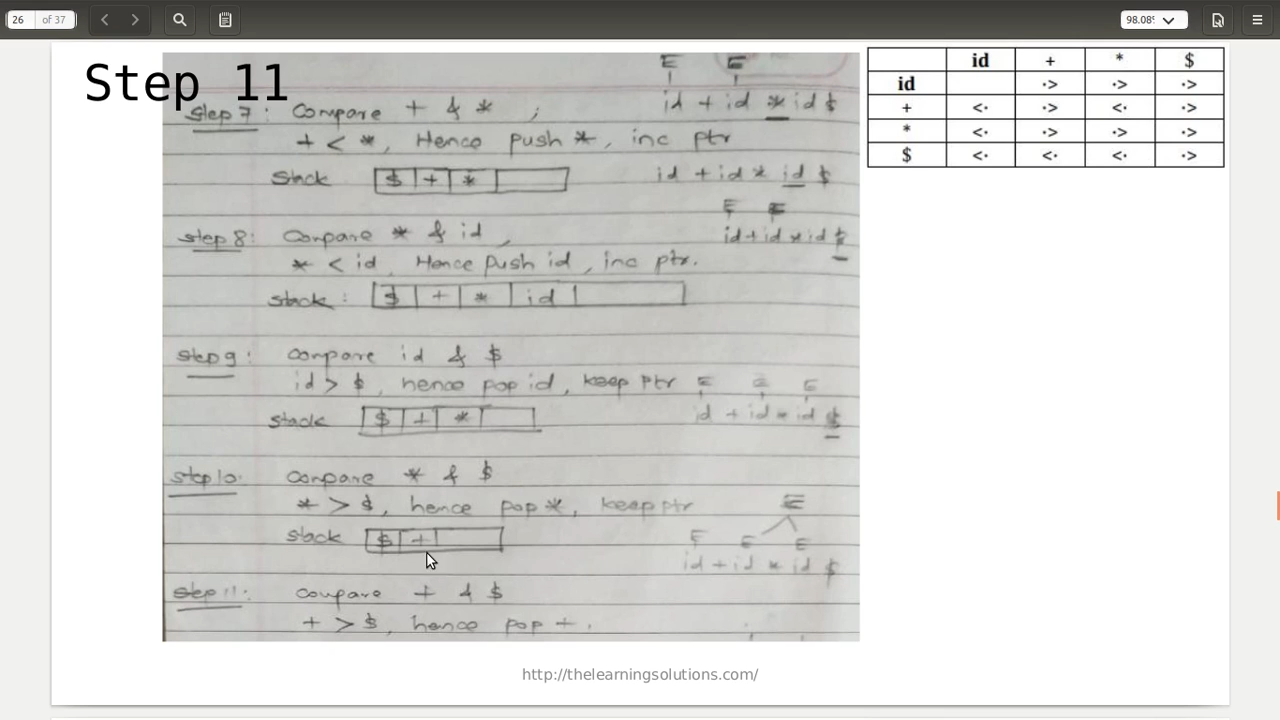 26 of 37
98.08%
Step 11
id + * $
id ·> ·> ·>
+ <· ·> <· ·>
* <· ·> ·> ·>
$ <· <· <· ·>
E E
Step 7: Compare + & * ; id + id * id $
+ < *, Hence push *, inc ptr
Stack $ + * id + id * id $
E E
Step 8: Compare * & id, id + id * id $
* < id. Hence Push id, inc ptr.
stack: $ + * id
Step 9: Compare id & $
id > $, hence pop id, keep ptr E E E
Stack $ + * id + id * id $
Step 10: Compare * & $
* > $, hence pop *, keep ptr E
Stack $ + E E E
id + id * id $
Step 11: Compare + & $
+ > $, hence pop +.
http://thelearningsolutions.com/